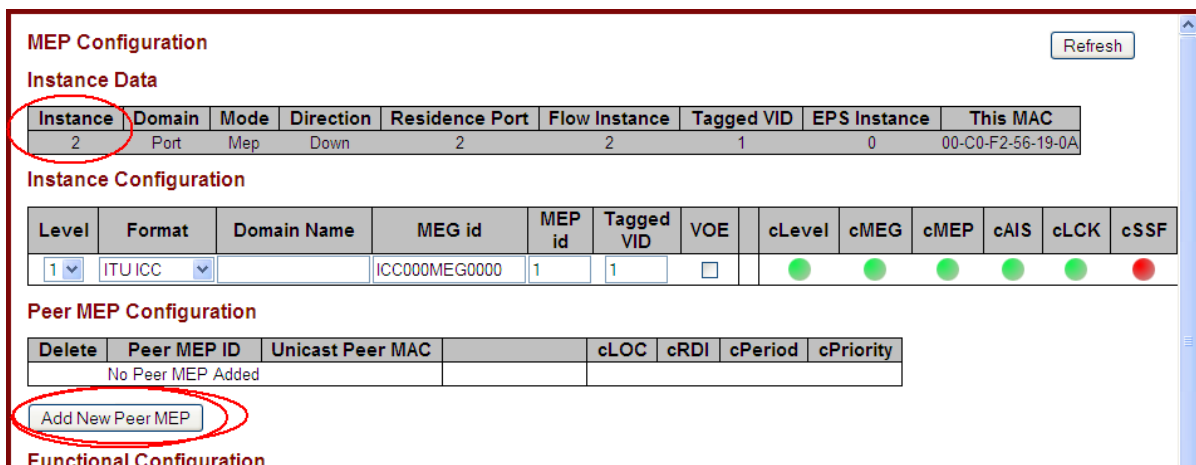 MEP Configuration
Refresh
Instance Data
Instance Domain Mode Direction Residence Port Flow Instance Tagged VID EPS Instance This MAC
2 Port Mep Down 2 2 1 0 00-C0-F2-56-19-0A
Instance Configuration
Level Format Domain Name MEG id MEP id Tagged VID VOE cLevel cMEG cMEP cAIS cLCK cSSF
1 ITU ICC ICC000MEG0000 1 1
Peer MEP Configuration
Delete Peer MEP ID Unicast Peer MAC cLOC cRDI cPeriod cPriority
No Peer MEP Added
Add New Peer MEP
Functional Configuration